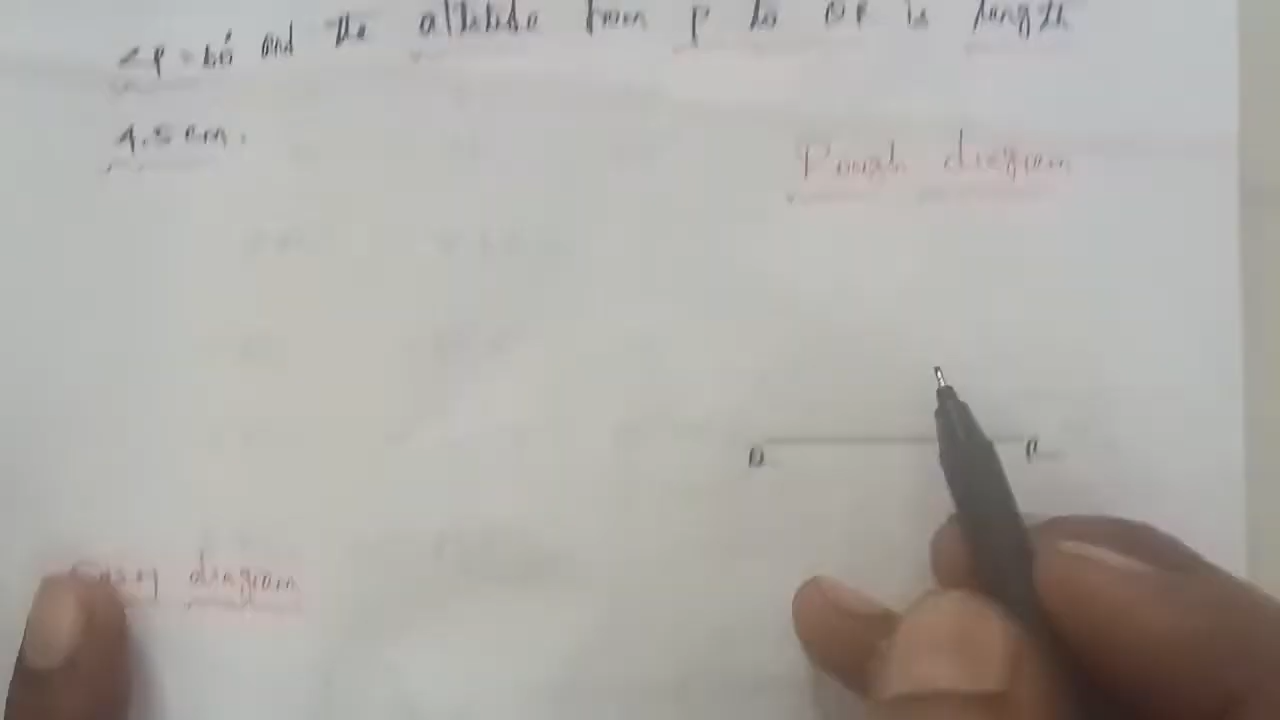 ∠P = 60° and the altitude from P to QR is length
4.5 cm.
Rough diagram
Q R
diagram